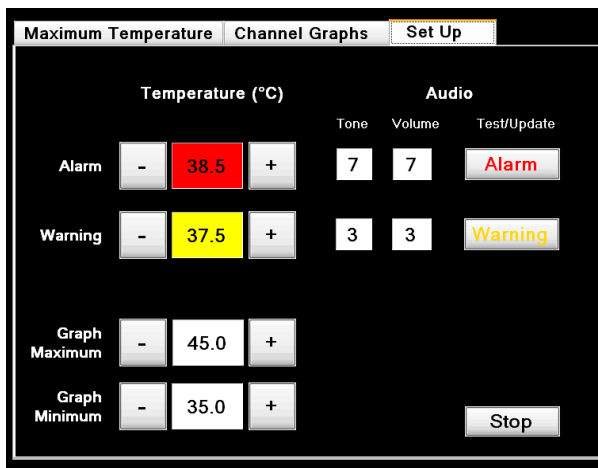 Maximum Temperature Channel Graphs Set Up
Temperature (°C) Audio
Tone Volume Test/Update
Alarm - 38.5 + 7 7 Alarm
Warning - 37.5 + 3 3 Warning
Graph
Maximum - 45.0 +
Graph
Minimum - 35.0 +
Stop